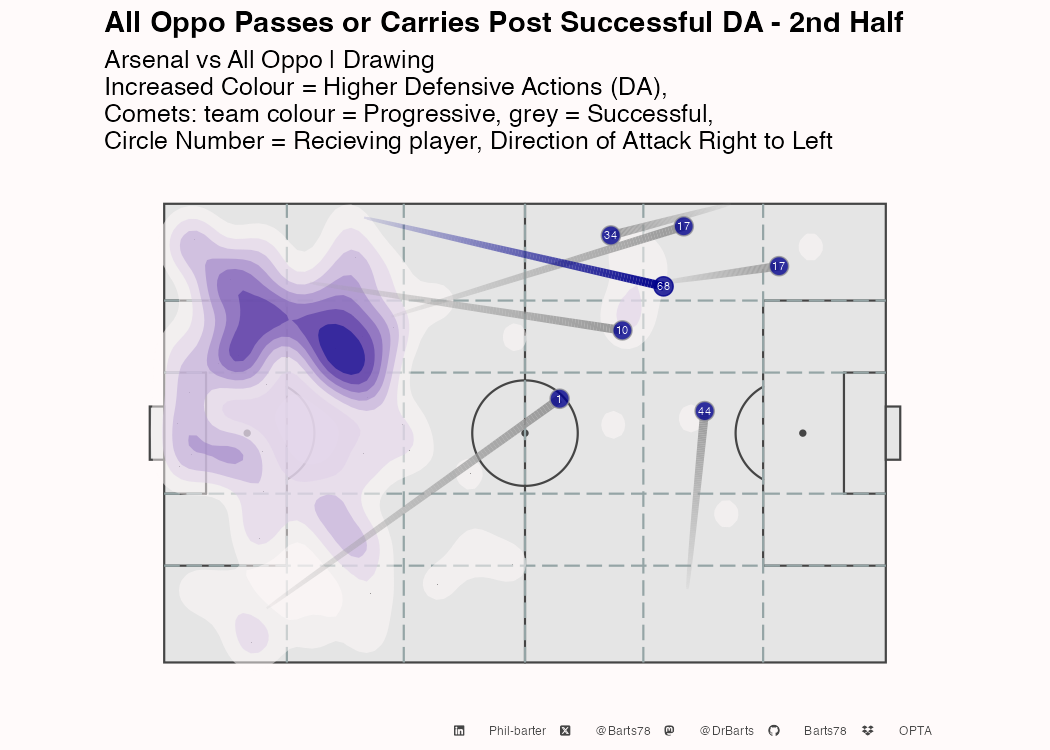 All Oppo Passes or Carries Post Successful DA - 2nd Half
Arsenal vs All Oppo | Drawing
Increased Colour = Higher Defensive Actions (DA),
Comets: team colour = Progressive, grey = Successful,
Circle Number = Recieving player, Direction of Attack Right to Left
17
34
17
68
10
1
44
Phil-barter @Barts78 @DrBarts Barts78 OPTA